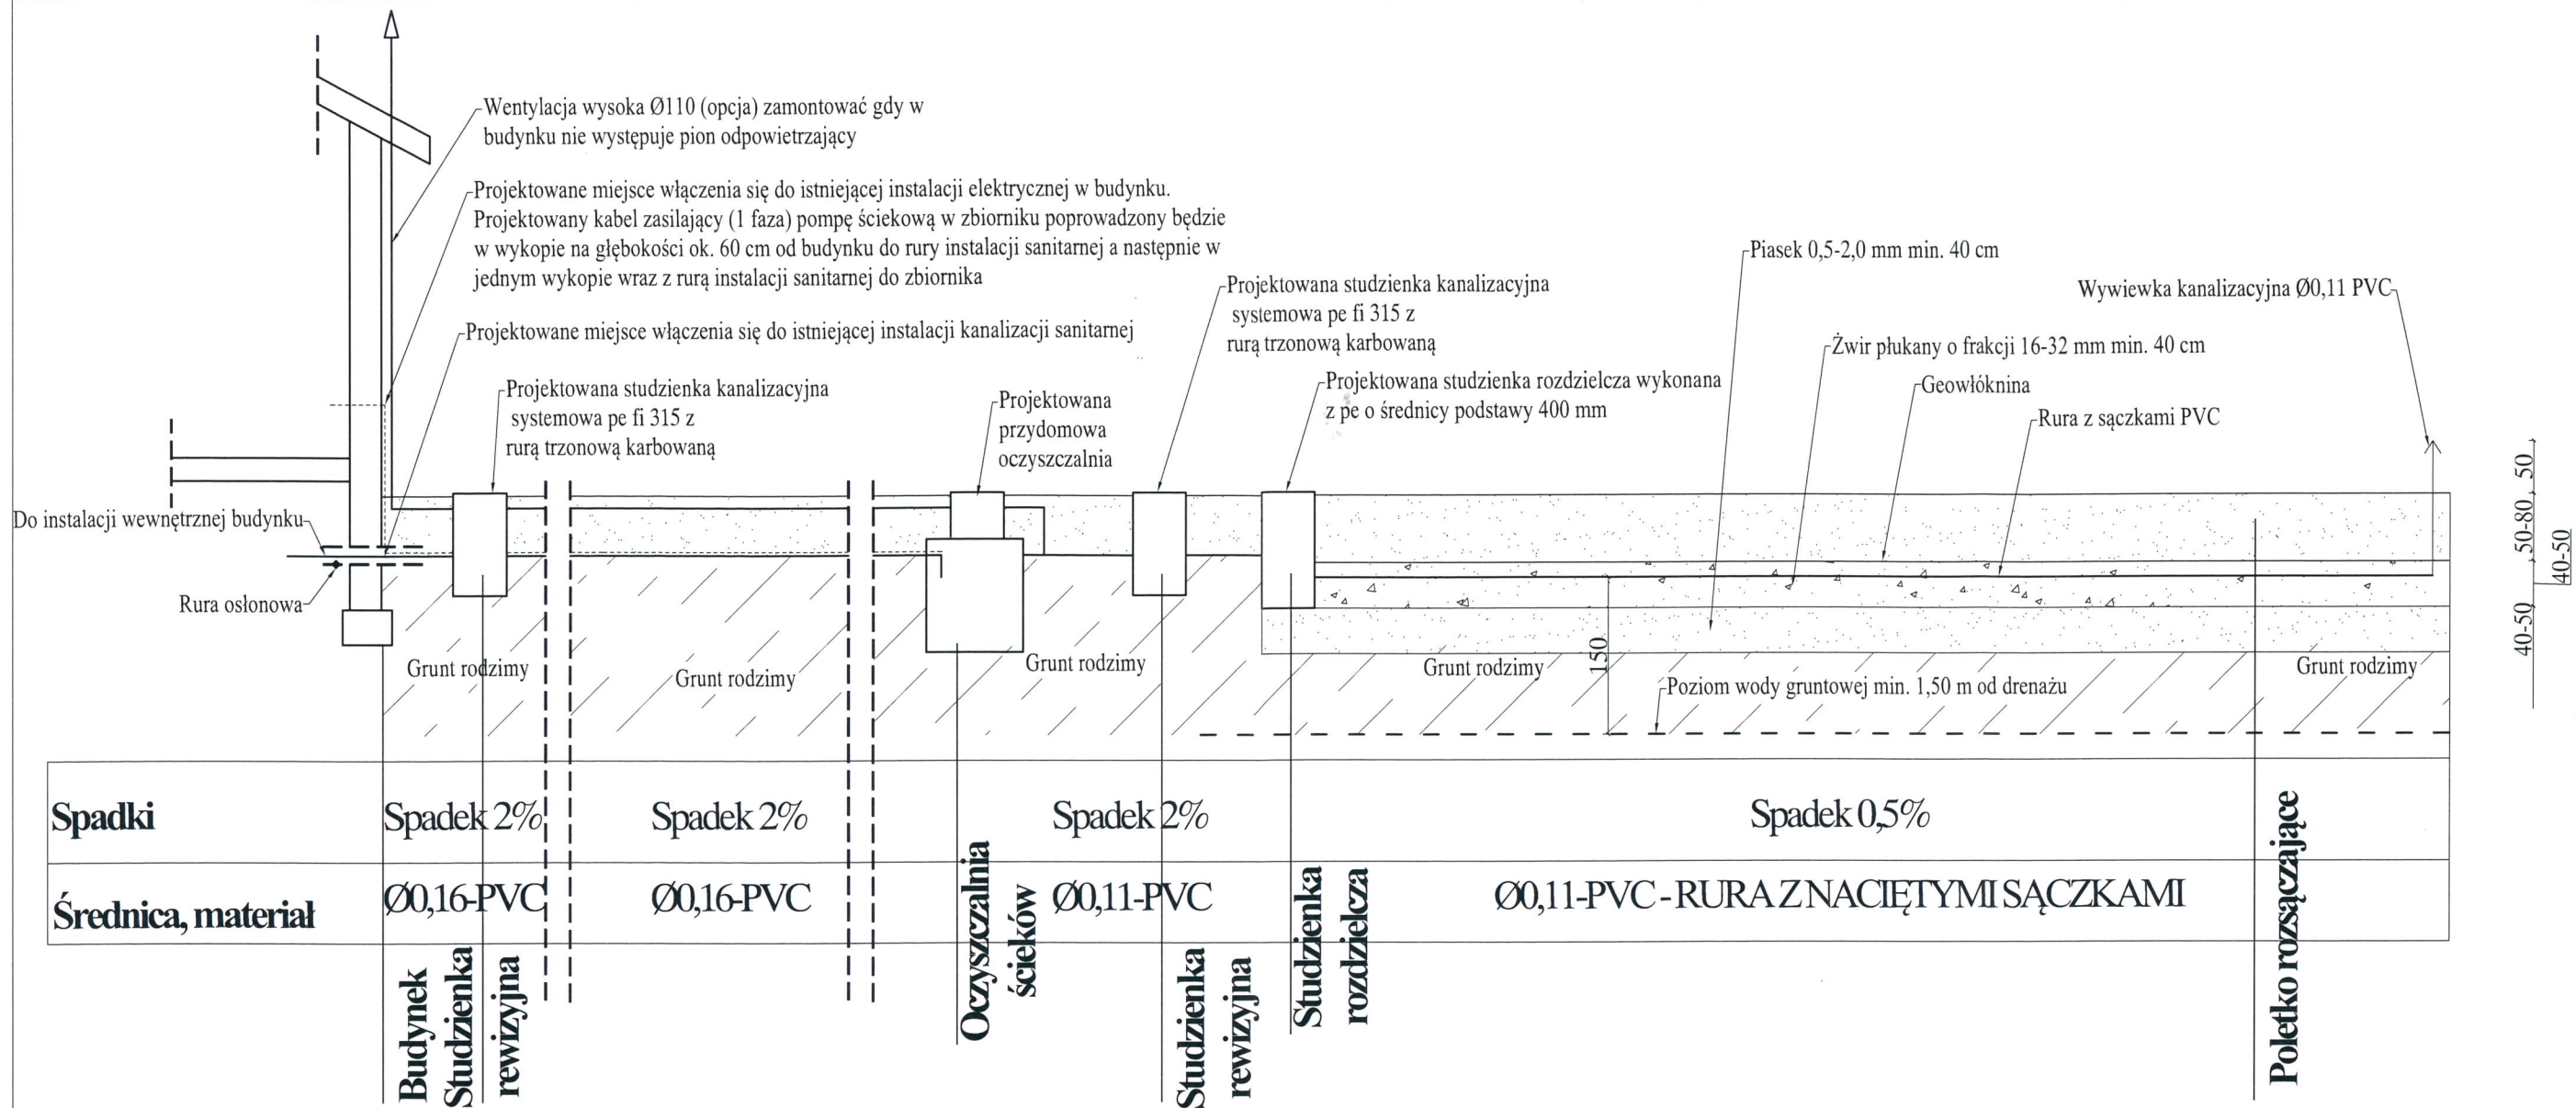 Wentylacja wysoka Ø110 (opcja) zamontować gdy w
budynku nie występuje pion odpowietrzający
Projektowane miejsce włączenia się do istniejącej instalacji elektrycznej w budynku.
Projektowany kabel zasilający (1 faza) pompę ściekową w zbiorniku poprowadzony będzie
w wykopie na głębokości ok. 60 cm od budynku do rury instalacji sanitarnej a następnie w
jednym wykopie wraz z rurą instalacji sanitarnej do zbiornika
Projektowane miejsce włączenia się do istniejącej instalacji kanalizacji sanitarnej
Projektowana studzienka kanalizacyjna
systemowa pe fi 315 z
rurą trzonową karbowaną
Projektowana
przydomowa
oczyszczalnia
Projektowana studzienka kanalizacyjna
systemowa pe fi 315 z
rurą trzonową karbowaną
Projektowana studzienka rozdzielcza wykonana
z pe o średnicy podstawy 400 mm
Piasek 0,5-2,0 mm min. 40 cm
Wywiewka kanalizacyjna Ø0,11 PVC
Żwir płukany o frakcji 16-32 mm min. 40 cm
Geowłóknina
Rura z sączkami PVC
Do instalacji wewnętrznej budynku
Rura osłonowa
50
50-80
40-50
40-50
150
Grunt rodzimy
Grunt rodzimy
Grunt rodzimy
Grunt rodzimy
Grunt rodzimy
Poziom wody gruntowej min. 1,50 m od drenażu
Spadki
Spadek 2%
Spadek 2%
Spadek 2%
Spadek 0,5%
Średnica, materiał
Ø0,16-PVC
Ø0,16-PVC
Ø0,11-PVC
Ø0,11-PVC - RURA Z NACIĘTYMI SĄCZKAMI
Budynek
Studzienka
rewizyjna
Oczyszczalnia
ścieków
Studzienka
rewizyjna
Studzienka
rozdzielcza
Poletko rozsączające